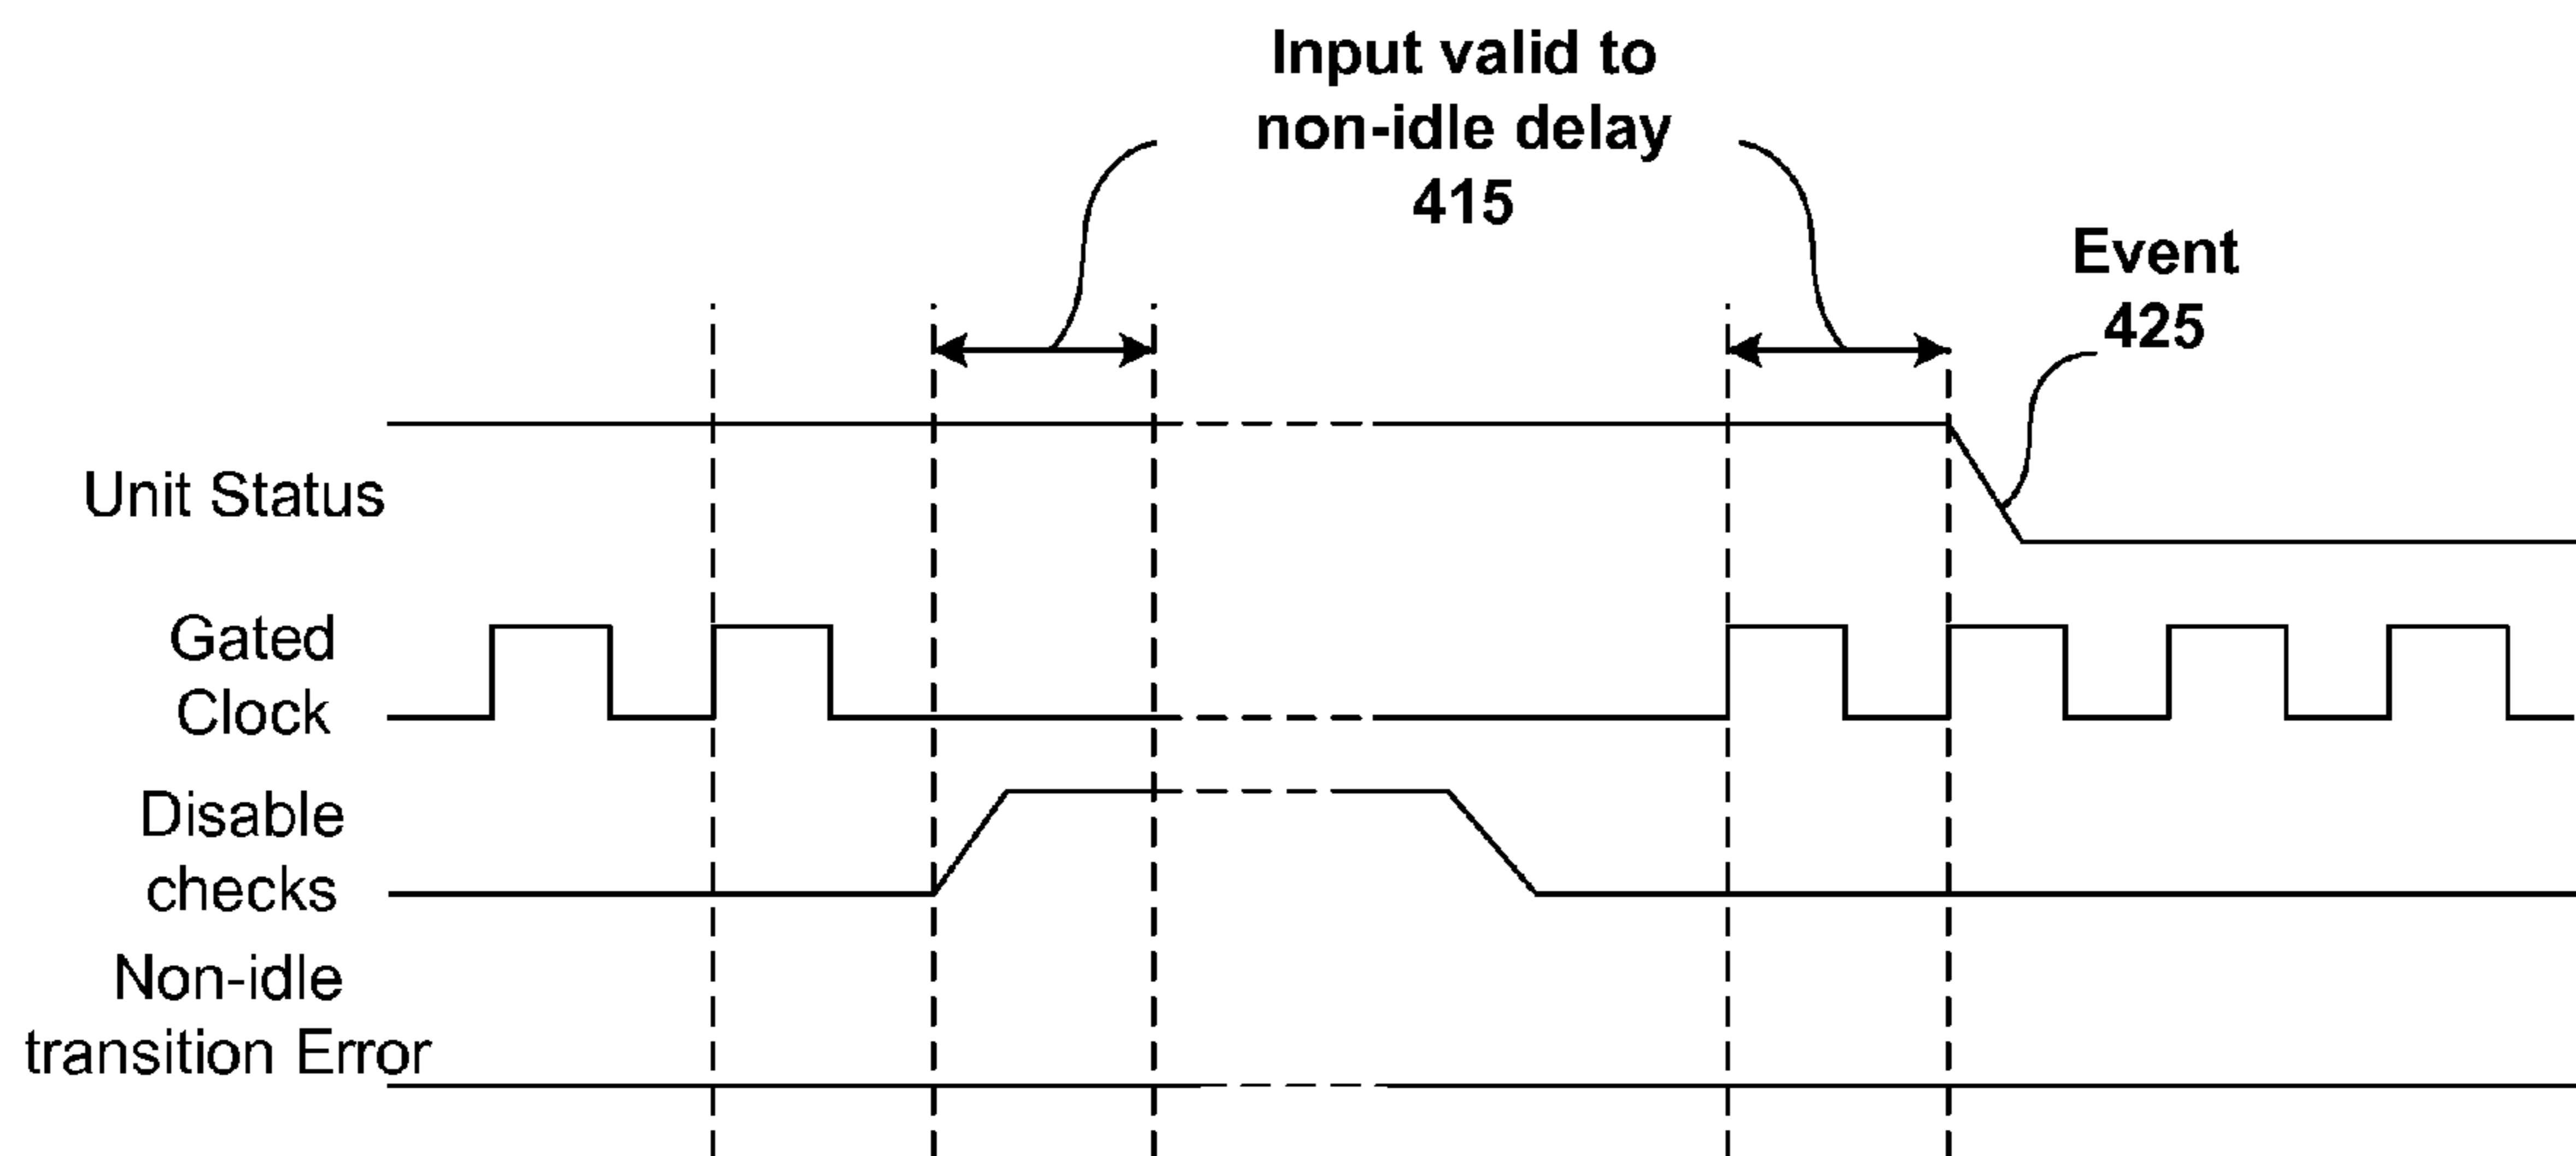 Input valid to
non-idle delay
415
Event
425
Unit Status
Gated
Clock
Disable
checks
Non-idle
transition Error